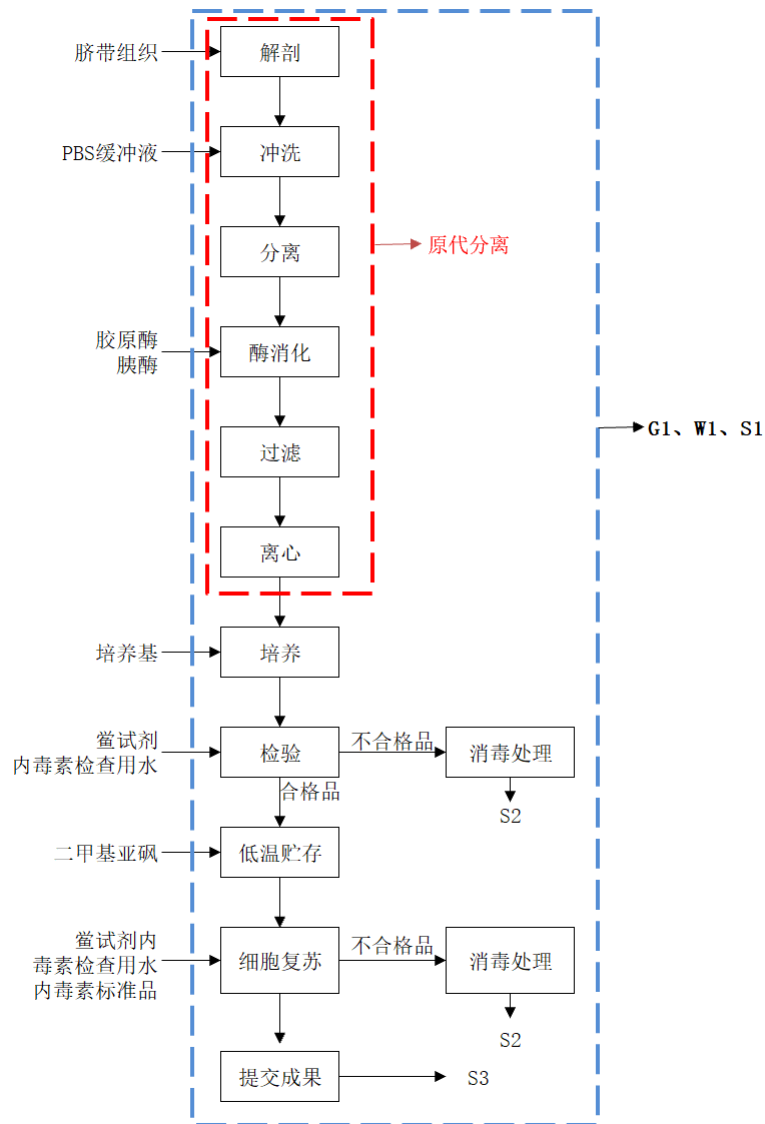 脐带组织
解剖
PBS缓冲液
冲洗
分离
原代分离
胶原酶
胰酶
酶消化
G1、W1、S1
过滤
离心
培养基
培养
鲎试剂
内毒素检查用水
检验
不合格品
消毒处理
合格品
S2
二甲基亚砜
低温贮存
鲎试剂内
毒素检查用水
内毒素标准品
细胞复苏
不合格品
消毒处理
S2
提交成果
S3